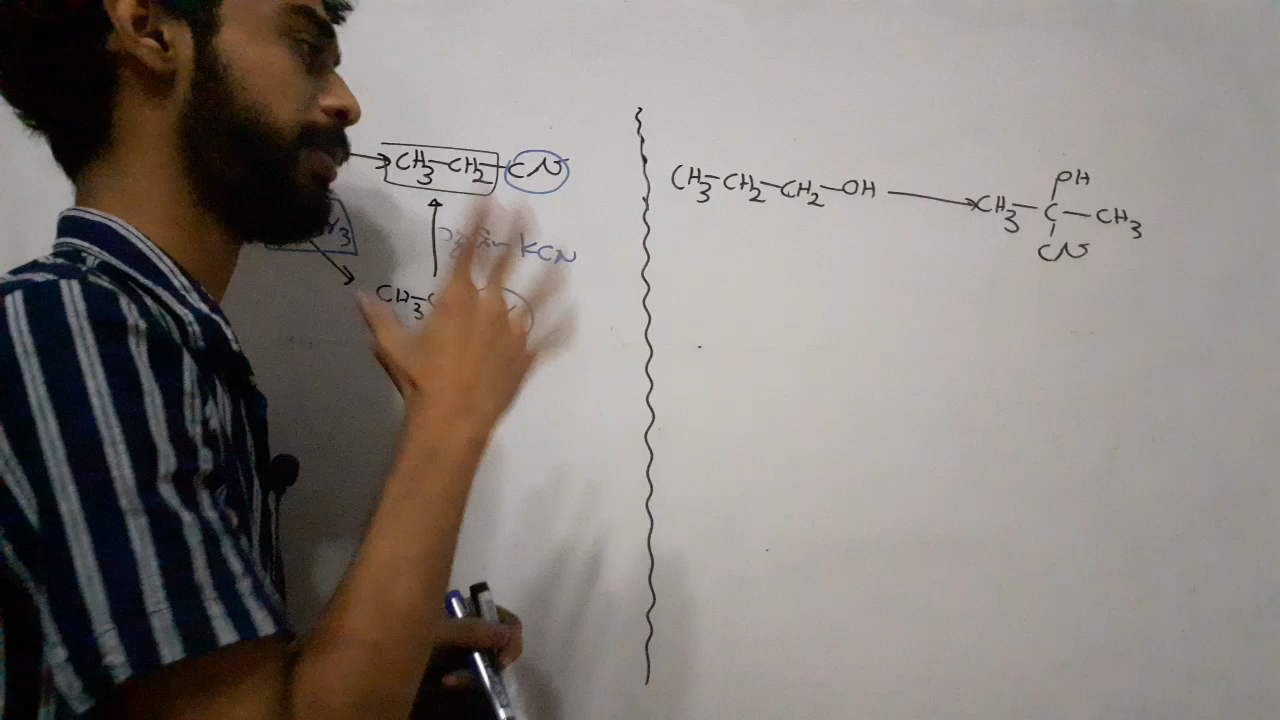 CH3-CH2-CN
KCN
CH3
CH3-CH2-CH2-OH → CH3-C-CH3
OH
CN